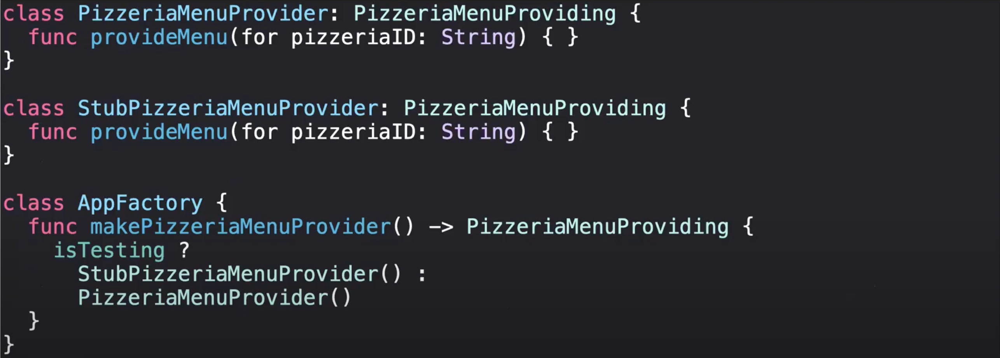 class PizzeriaMenuProvider: PizzeriaMenuProviding {
  func provideMenu(for pizzeriaID: String) { }
}

class StubPizzeriaMenuProvider: PizzeriaMenuProviding {
  func provideMenu(for pizzeriaID: String) { }
}

class AppFactory {
  func makePizzeriaMenuProvider() -> PizzeriaMenuProviding {
    isTesting ?
      StubPizzeriaMenuProvider() :
      PizzeriaMenuProvider()
  }
}